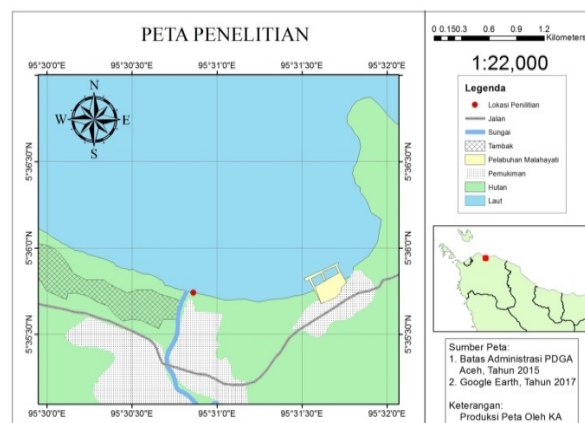 PETA PENELITIAN
95°30'0"E 95°30'30"E 95°31'0"E 95°31'30"E 95°32'0"E
5°36'30"N 5°36'30"N
5°36'0"N 5°36'0"N
5°35'30"N 5°35'30"N
N
W E
S
95°30'0"E 95°30'30"E 95°31'0"E 95°31'30"E 95°32'0"E
0 0.15 0.3 0.6 0.9 1.2
Kilometers
1:22,000
Legenda
Lokasi Penilitian
Jalan
Sungai
Tambak
Pelabuhan Malahayati
Pemukiman
Hutan
Laut
Sumber Peta:
1. Batas Administrasi PDGA
Aceh, Tahun 2015
2. Google Earth, Tahun 2017
Keterangan:
Produksi Peta Oleh KA